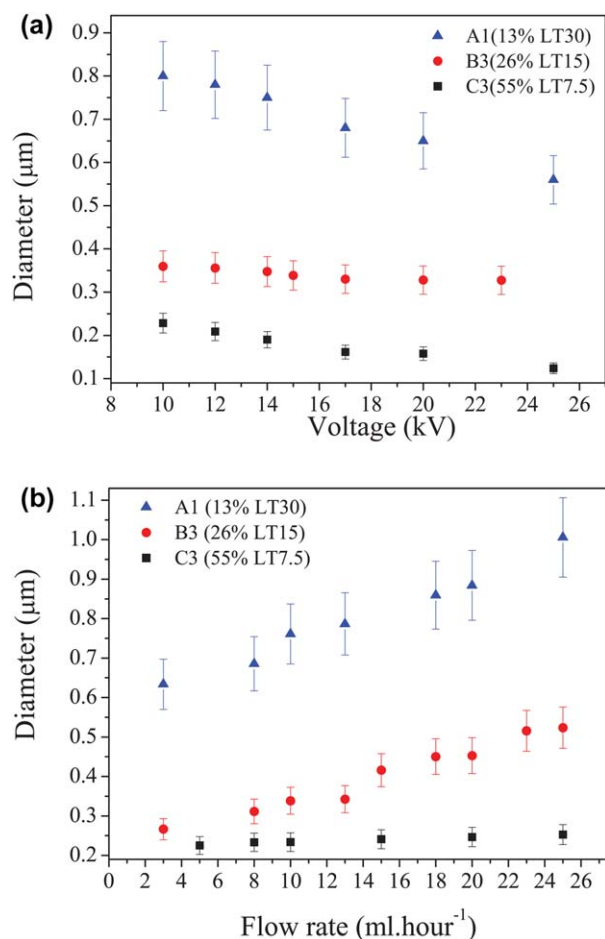 (a)
A1(13% LT30)
B3(26% LT15)
C3(55% LT7.5)
Diameter (μm)
0.9
0.8
0.7
0.6
0.5
0.4
0.3
0.2
0.1
8 10 12 14 16 18 20 22 24 26
Voltage (kV)
(b)
A1 (13% LT30)
B3 (26% LT15)
C3 (55% LT7.5)
Diameter (μm)
1.1
1.0
0.9
0.8
0.7
0.6
0.5
0.4
0.3
0.2
0 2 4 6 8 10 12 14 16 18 20 22 24 26
Flow rate (ml.hour⁻¹)